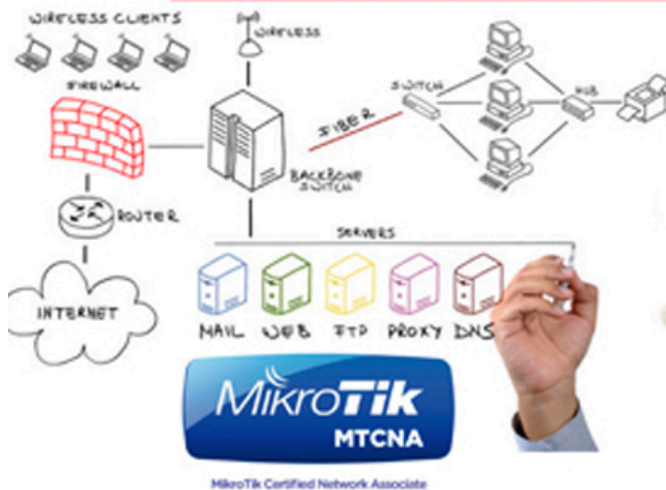 WIRELESS CLIENTS
WIRELESS
FIREWALL
SWITCH
HUB
FIBER
BACKBONE
SWITCH
ROUTER
SERVERS
INTERNET
MAIL WEB FTP PROXY DNS
MikroTik
MTCNA
MikroTik Certified Network Associate